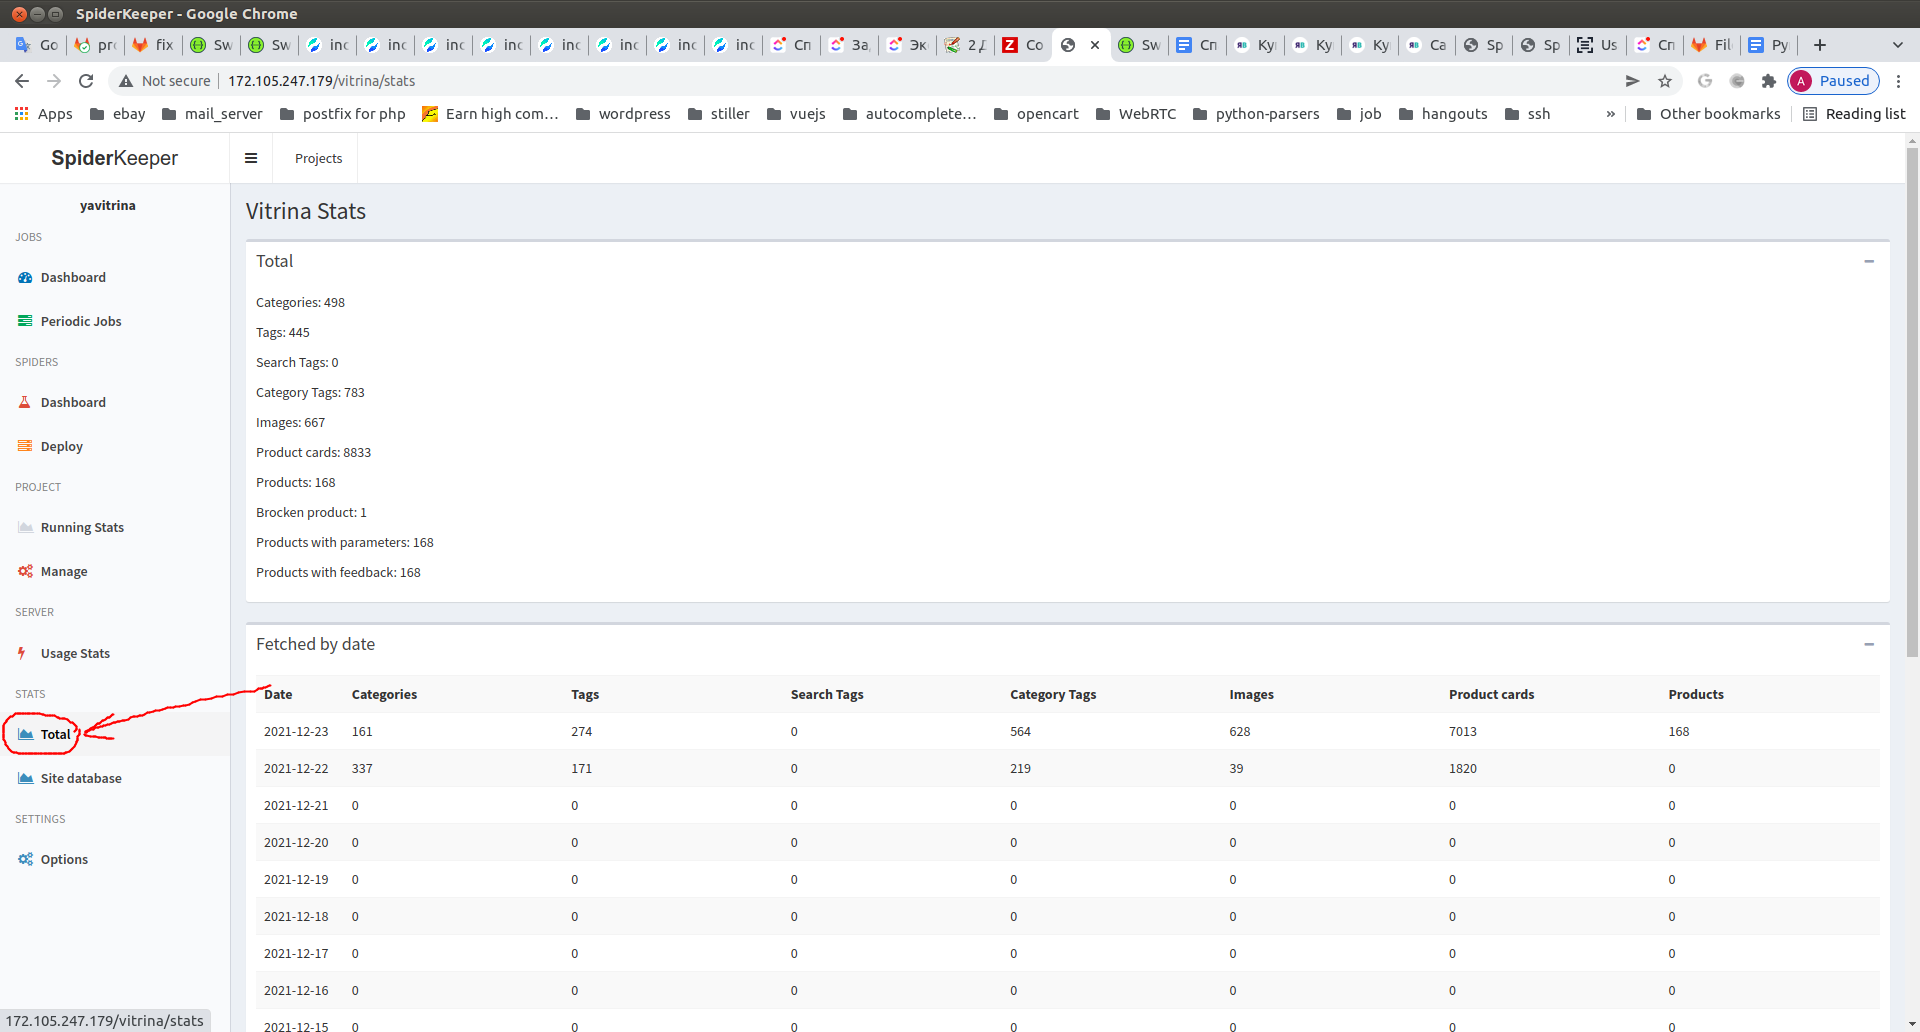 SpiderKeeper - Google Chrome
Go
pr
fix
Sw
Sw
inc
inc
inc
inc
inc
inc
inc
inc
Сп
За
Эк
2 Д
Co
Sw
Сп
Ку
Ку
Ку
Са
Sp
Sp
Us
Сп
Fil
Py
Not secure
172.105.247.179/vitrina/stats
A Paused
Apps
ebay
mail_server
postfix for php
Earn high com...
wordpress
stiller
vuejs
autocomplete...
opencart
WebRTC
python-parsers
job
hangouts
ssh
»
Other bookmarks
Reading list
SpiderKeeper
Projects
yavitrina
JOBS
Dashboard
Periodic Jobs
SPIDERS
Dashboard
Deploy
PROJECT
Running Stats
Manage
SERVER
Usage Stats
STATS
Total
Site database
SETTINGS
Options
Vitrina Stats
Total
Categories: 498
Tags: 445
Search Tags: 0
Category Tags: 783
Images: 667
Product cards: 8833
Products: 168
Brocken product: 1
Products with parameters: 168
Products with feedback: 168
Fetched by date
Date Categories Tags Search Tags Category Tags Images Product cards Products
2021-12-23 161 274 0 564 628 7013 168
2021-12-22 337 171 0 219 39 1820 0
2021-12-21 0 0 0 0 0 0 0
2021-12-20 0 0 0 0 0 0 0
2021-12-19 0 0 0 0 0 0 0
2021-12-18 0 0 0 0 0 0 0
2021-12-17 0 0 0 0 0 0 0
2021-12-16 0 0 0 0 0 0 0
2021-12-15 0 0 0 0 0 0 0
172.105.247.179/vitrina/stats